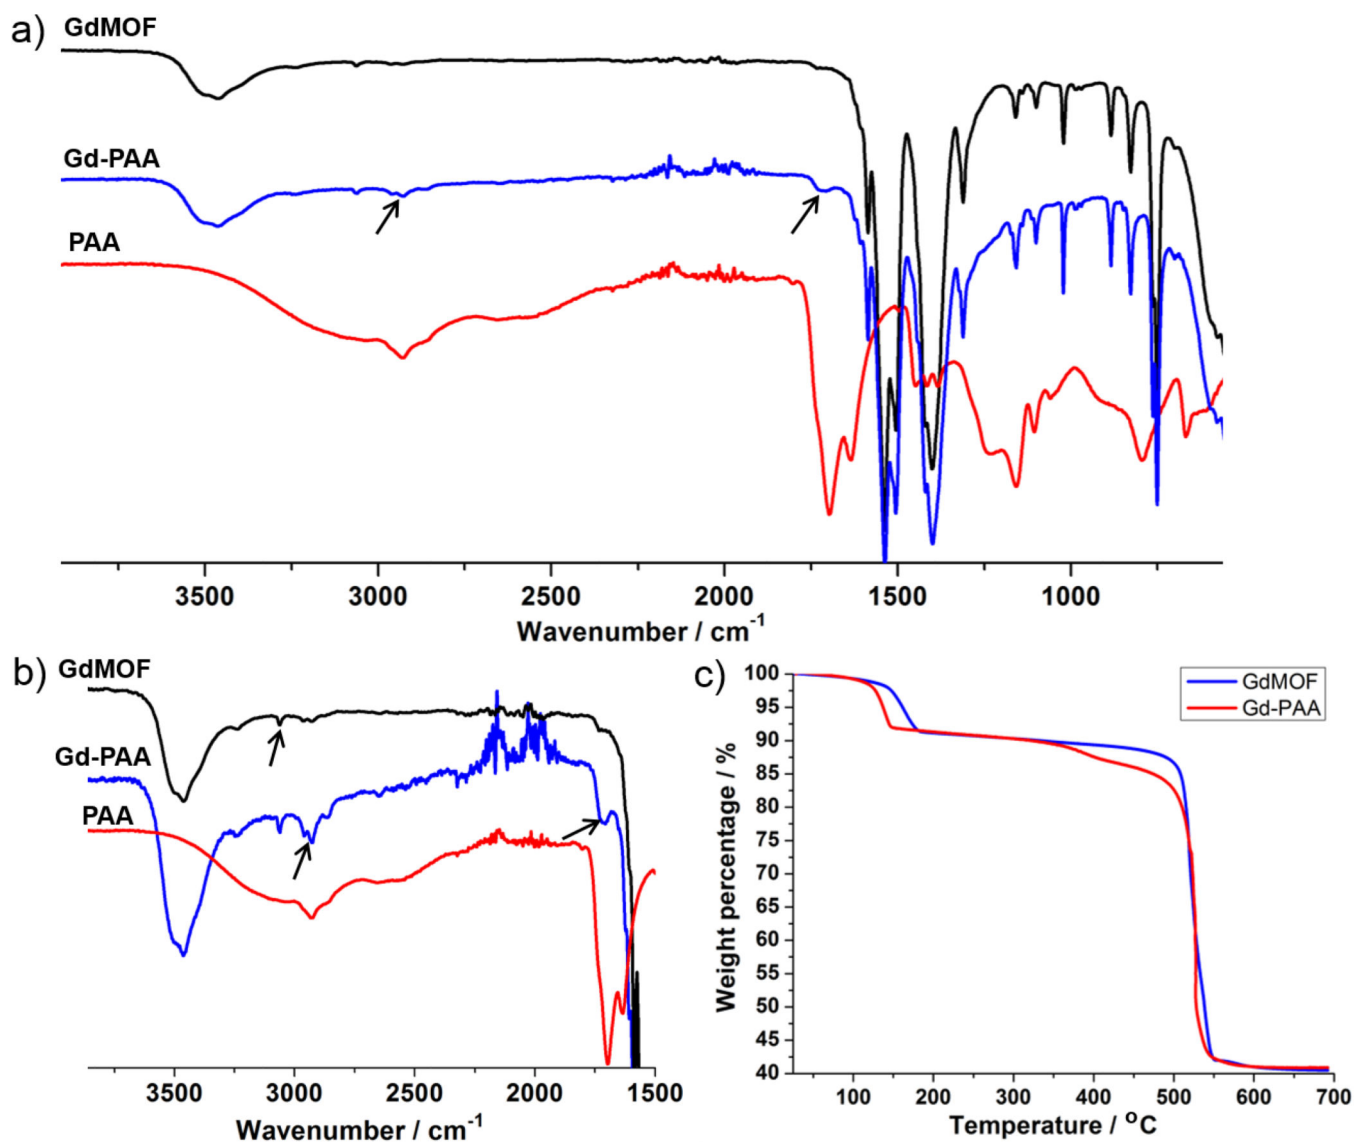 a)
GdMOF
Gd-PAA
PAA
3500 3000 2500 2000 1500 1000
Wavenumber / cm-1
b)
GdMOF
Gd-PAA
PAA
3500 3000 2500 2000 1500
Wavenumber / cm-1
c)
100
95
90
85
80
75
70
65
60
55
50
45
40
Weight percentage / %
GdMOF
Gd-PAA
100 200 300 400 500 600 700
Temperature / oC